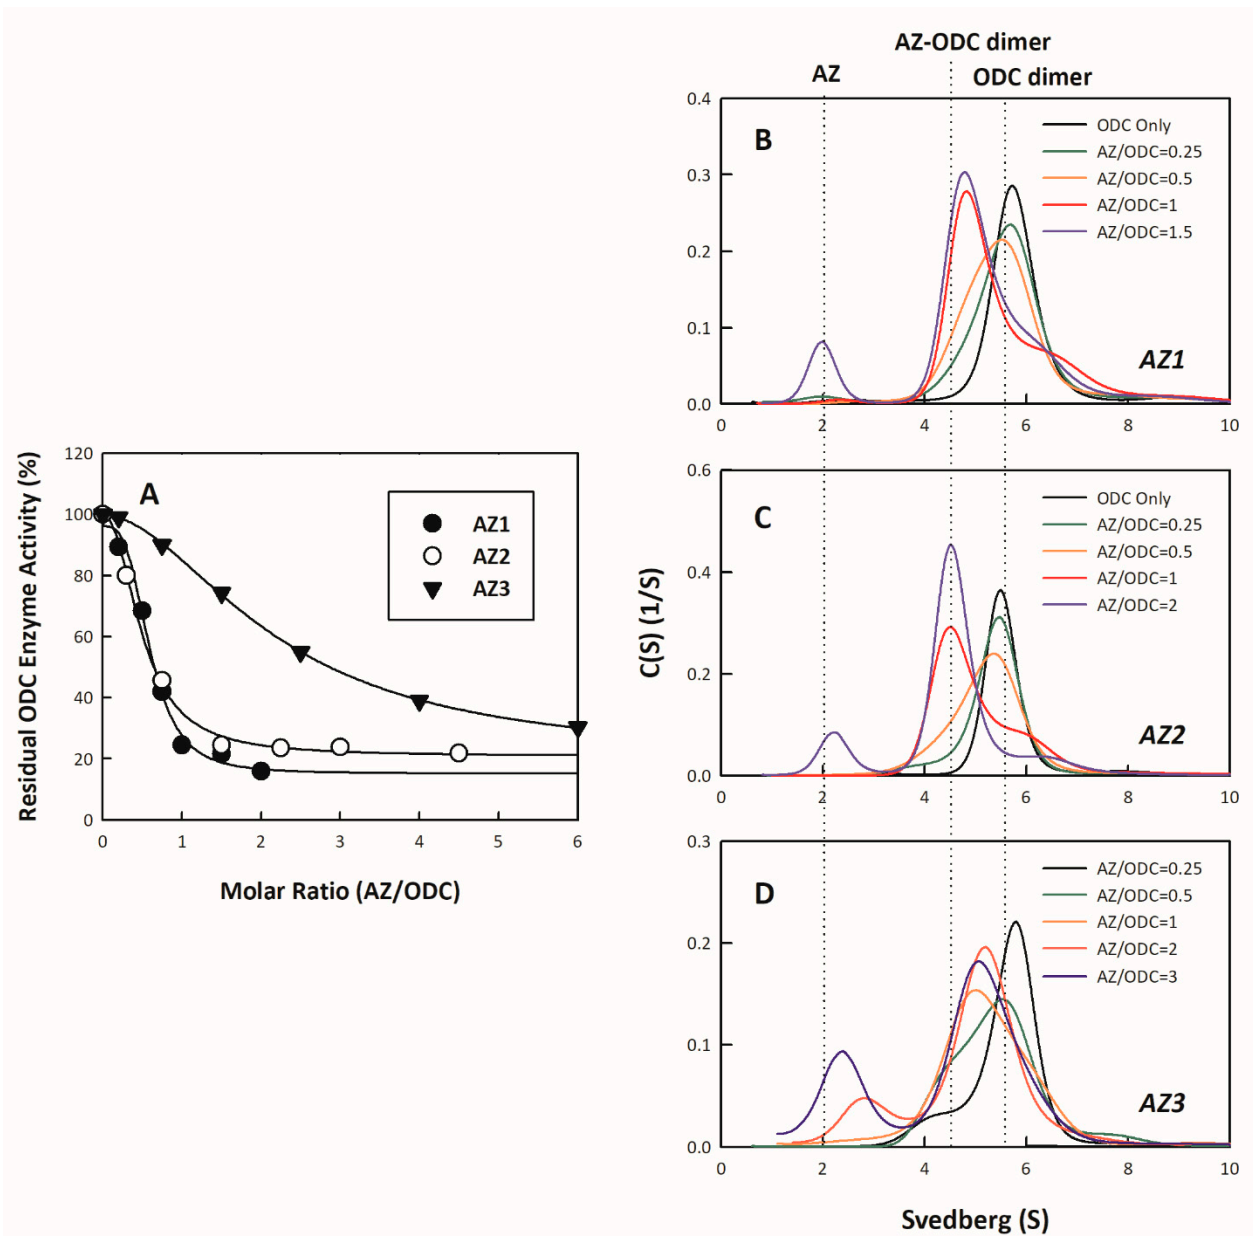 AZ-ODC dimer
AZ
ODC dimer
0.4
0.3
0.2
0.1
0.0
B
ODC Only
AZ/ODC=0.25
AZ/ODC=0.5
AZ/ODC=1
AZ/ODC=1.5
AZ1
0 2 4 6 8 10
Residual ODC Enzyme Activity (%)
120
100
80
60
40
20
0
A
AZ1
AZ2
AZ3
0 1 2 3 4 5 6
Molar Ratio (AZ/ODC)
C(S) (1/S)
0.6
0.4
0.2
0.0
C
ODC Only
AZ/ODC=0.25
AZ/ODC=0.5
AZ/ODC=1
AZ/ODC=2
AZ2
0 2 4 6 8 10
0.3
0.2
0.1
0.0
D
AZ/ODC=0.25
AZ/ODC=0.5
AZ/ODC=1
AZ/ODC=2
AZ/ODC=3
AZ3
0 2 4 6 8 10
Svedberg (S)